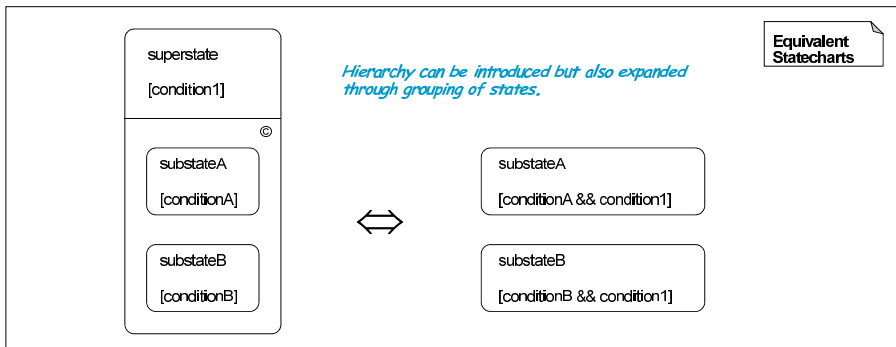 superstate
[condition1]
©
substateA
[conditionA]
substateB
[conditionB]
Hierarchy can be introduced but also expanded
through grouping of states.
substateA
[conditionA && condition1]
substateB
[conditionB && condition1]
Equivalent
Statecharts